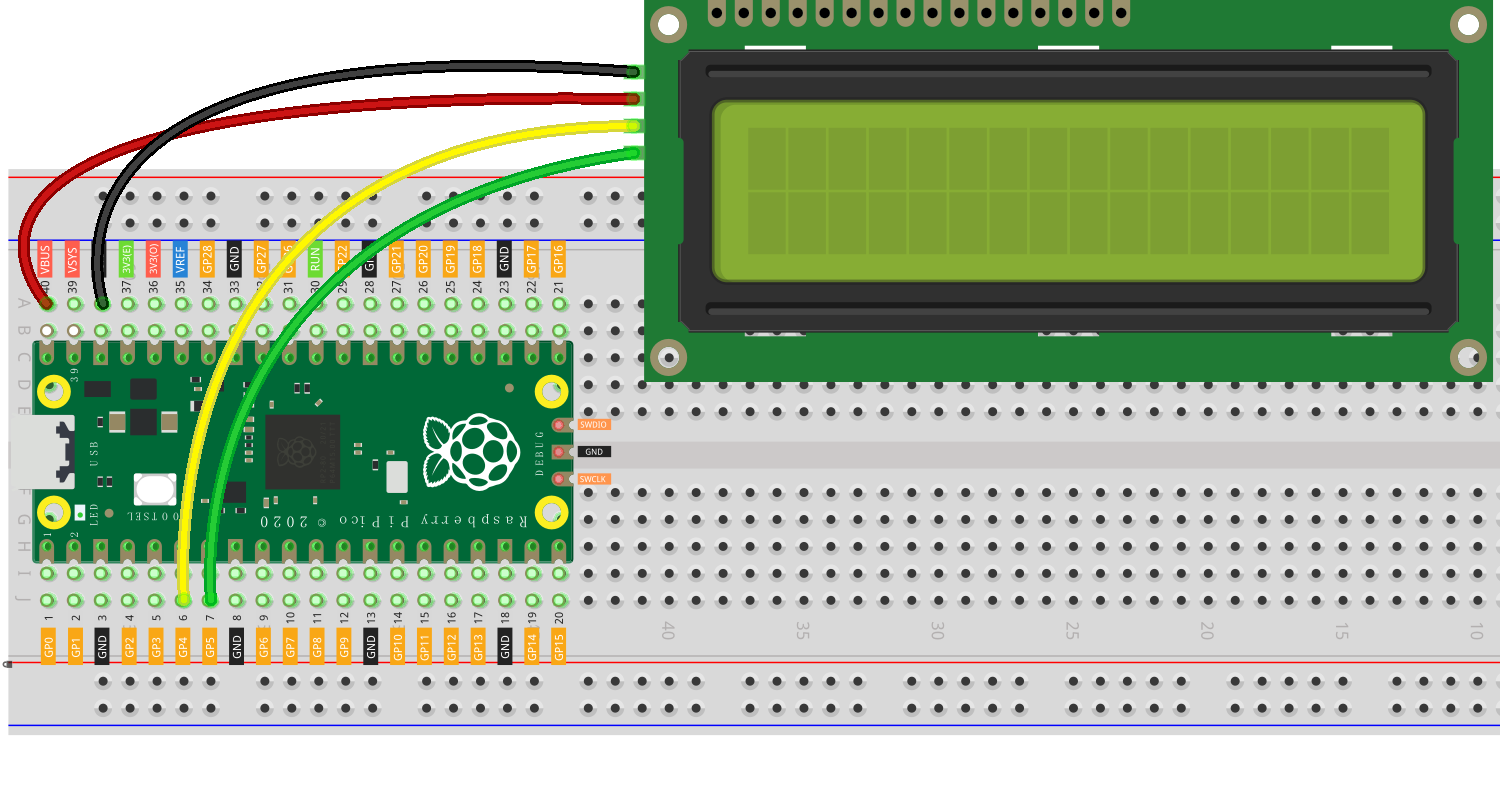 VBUS VSYS 3V3(E) 3V3(O) VREF GP28 GND GP27 RUN GP22 GP21 GP20 GP19 GP18 GND GP17 GP16
40 39 37 36 35 34 33 31 30 29 28 27 26 25 24 23 22 21
A
B
C
D
E
39
USB
DEBUG
SWDIO
GND
SWCLK
F
G
H
I
J
LED
1
2
Raspberry Pi Pico © 2020
1 2 3 4 5 6 7 8 9 10 11 12 13 14 15 16 17 18 19 20
GP0 GP1 GND GP2 GP3 GP4 GP5 GND GP6 GP7 GP8 GP9 GND GP10 GP11 GP12 GP13 GND GP14 GP15
40 35 30 25 20 15 10